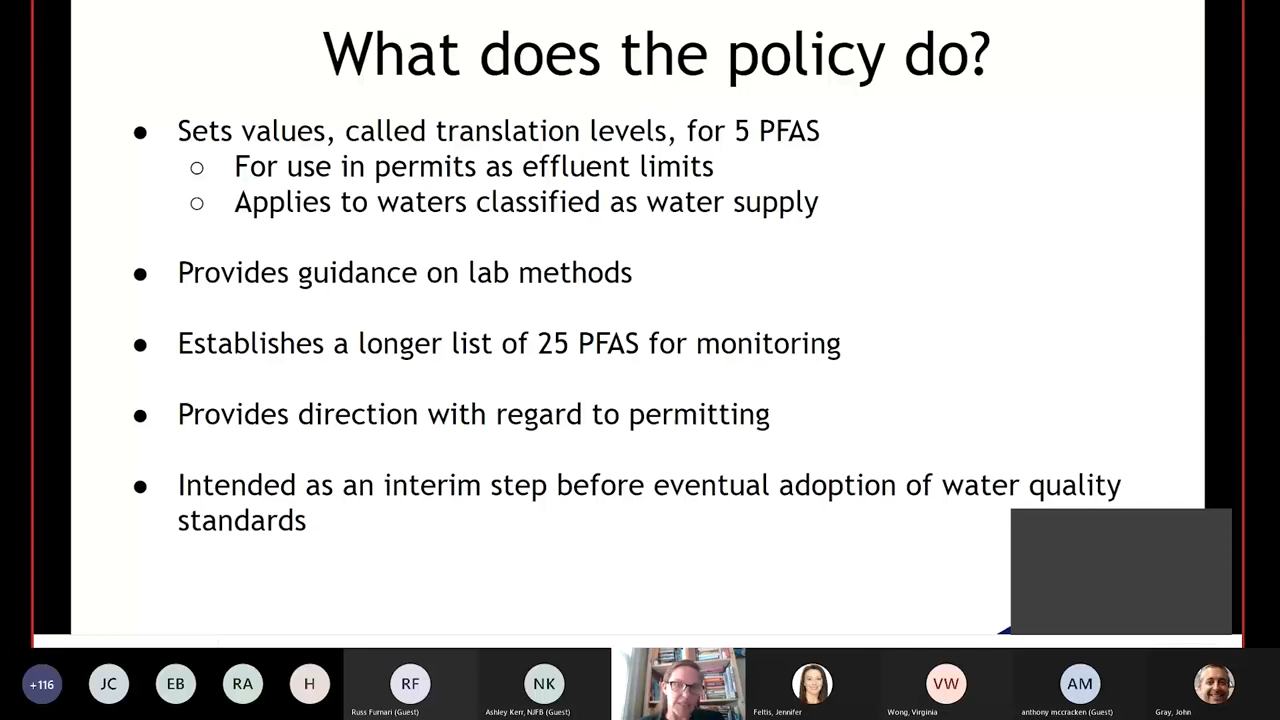 What does the policy do?
● Sets values, called translation levels, for 5 PFAS
○ For use in permits as effluent limits
○ Applies to waters classified as water supply
● Provides guidance on lab methods
● Establishes a longer list of 25 PFAS for monitoring
● Provides direction with regard to permitting
● Intended as an interim step before eventual adoption of water quality
standards
+116
JC
EB
RA
H
RF
NK
VW
AM
Russ Furnari (Guest)
Ashley Kerr, NJFB (Guest)
Feltis, Jennifer
Wong, Virginia
anthony mccracken (Guest)
Gray, John